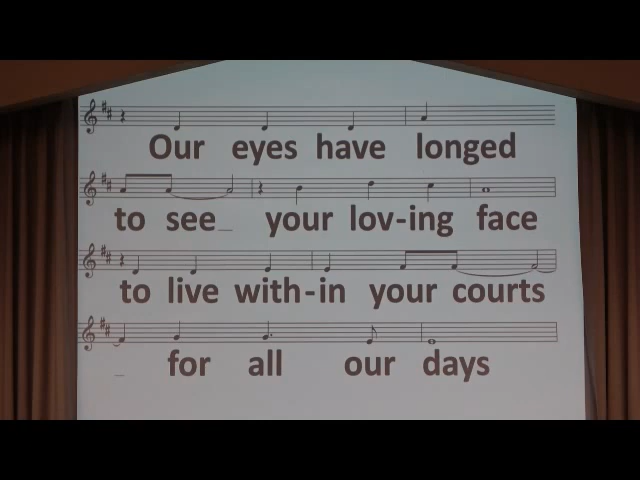 Our eyes have longed
to see_ your lov-ing face
to live with-in your courts
_ for all our days